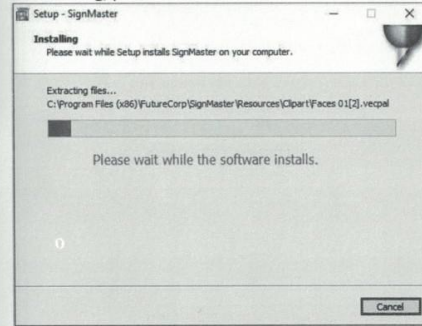 Setup - SignMaster
Installing
Please wait while Setup installs SignMaster on your computer.
Extracting files...
C:\Program Files (x86)\FutureCorp\SignMaster\Resources\Clipart\Faces 01[2].vecpal
Please wait while the software installs.
0
Cancel